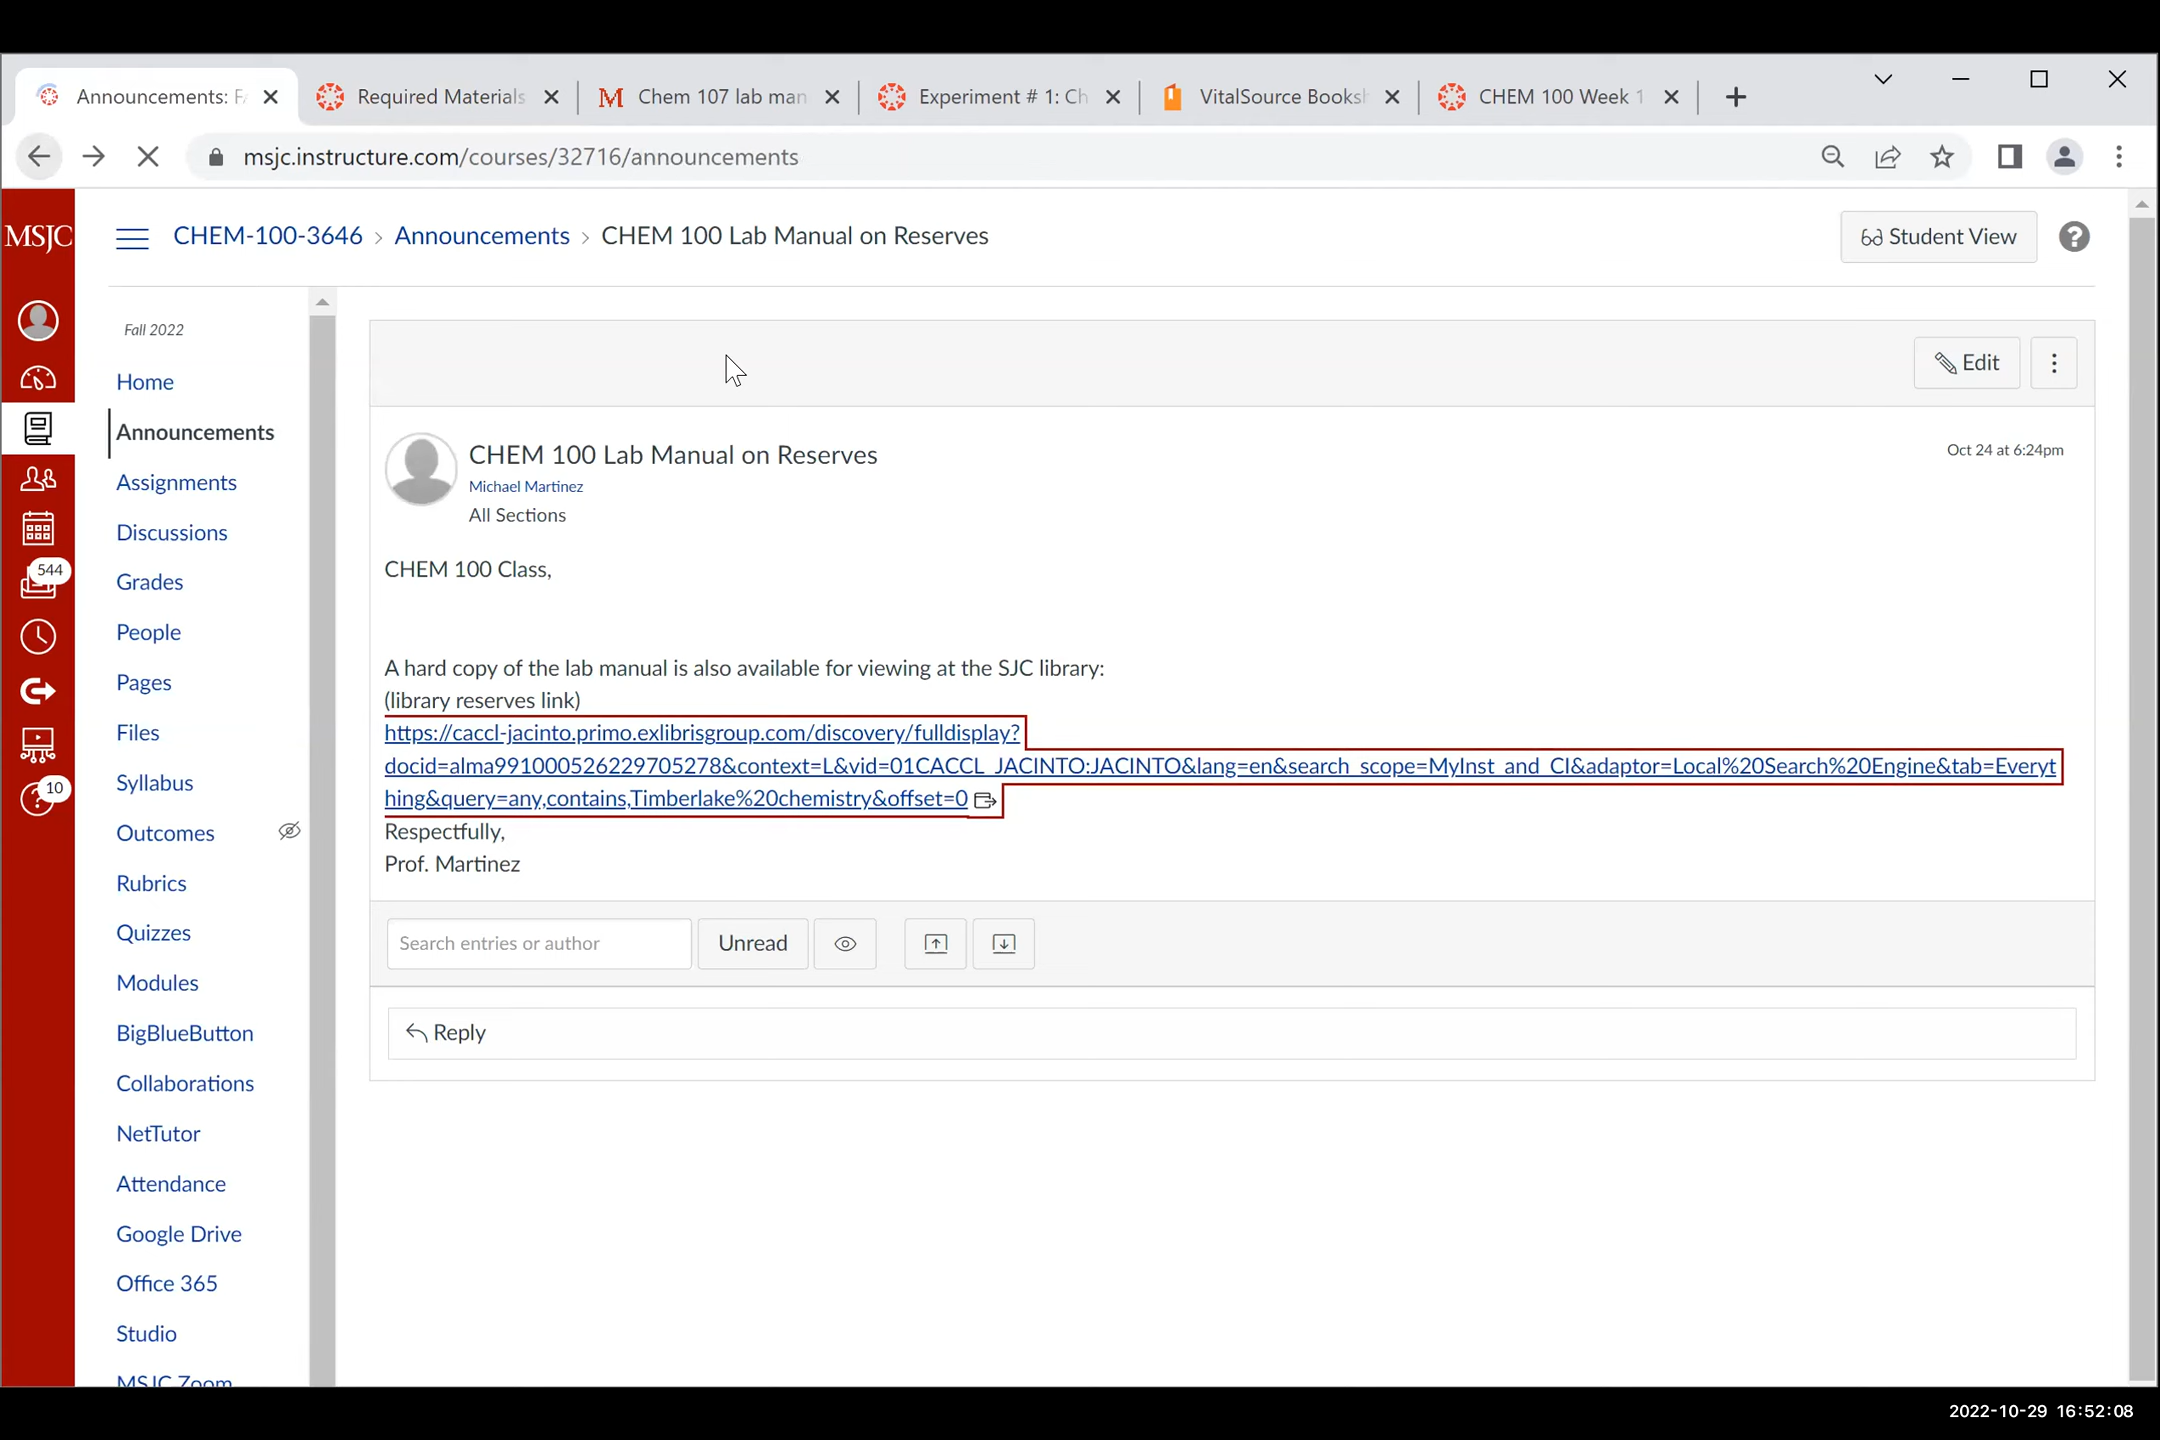 Announcements: F
Required Materials
Chem 107 lab man
Experiment # 1: Ch
VitalSource Booksh
CHEM 100 Week 1
msjc.instructure.com/courses/32716/announcements
MSJC
CHEM-100-3646 › Announcements › CHEM 100 Lab Manual on Reserves
Student View
?
Fall 2022
Home
Announcements
Assignments
Discussions
Grades
People
Pages
Files
Syllabus
Outcomes
Rubrics
Quizzes
Modules
BigBlueButton
Collaborations
NetTutor
Attendance
Google Drive
Office 365
Studio
MSJC Zoom
544
10
Edit
CHEM 100 Lab Manual on Reserves
Oct 24 at 6:24pm
Michael Martinez
All Sections
CHEM 100 Class,
A hard copy of the lab manual is also available for viewing at the SJC library:
(library reserves link)
https://caccl-jacinto.primo.exlibrisgroup.com/discovery/fulldisplay?
docid=alma991000526229705278&context=L&vid=01CACCL_JACINTO:JACINTO&lang=en&search_scope=MyInst_and_CI&adaptor=Local%20Search%20Engine&tab=Everyt
hing&query=any,contains,Timberlake%20chemistry&offset=0
Respectfully,
Prof. Martinez
Search entries or author
Unread
Reply
2022-10-29 16:52:08